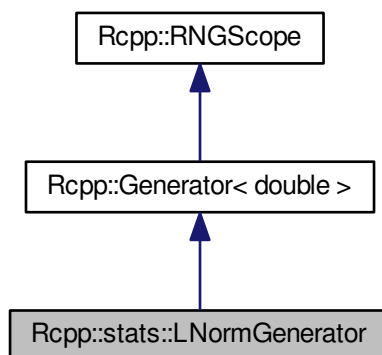 Rcpp::RNGScope
Rcpp::Generator< double >
Rcpp::stats::LNormGenerator